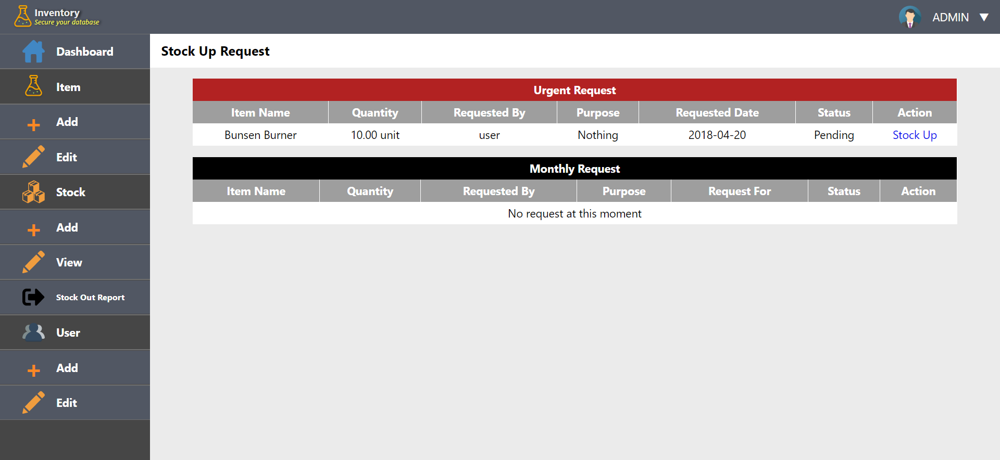 Inventory
Secure your database
ADMIN ▼
Dashboard
Item
Add
Edit
Stock
Add
View
Stock Out Report
User
Add
Edit
Stock Up Request
Urgent Request
Item Name Quantity Requested By Purpose Requested Date Status Action
Bunsen Burner 10.00 unit user Nothing 2018-04-20 Pending Stock Up
Monthly Request
Item Name Quantity Requested By Purpose Request For Status Action
No request at this moment